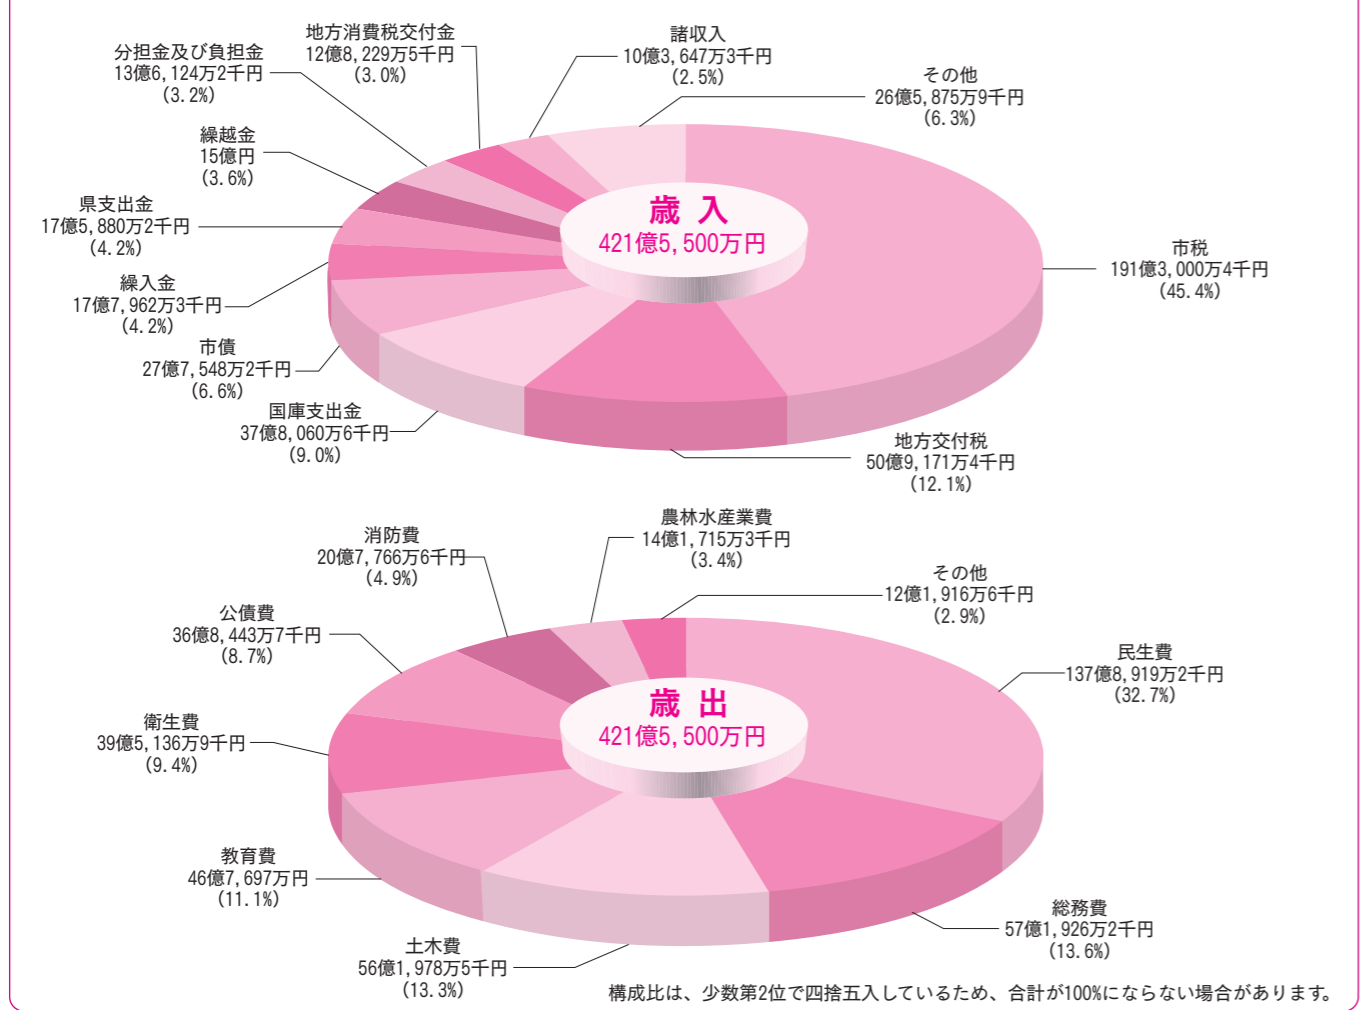 地方消費税交付金
12億8,229万5千円
(3.0%)
諸収入
10億3,647万3千円
(2.5%)
分担金及び負担金
13億6,124万2千円
(3.2%)
その他
26億5,875万9千円
(6.3%)
繰越金
15億円
(3.6%)
県支出金
17億5,880万2千円
(4.2%)
歳入
421億5,500万円
市税
191億3,000万4千円
(45.4%)
繰入金
17億7,962万3千円
(4.2%)
市債
27億7,548万2千円
(6.6%)
国庫支出金
37億8,060万6千円
(9.0%)
地方交付税
50億9,171万4千円
(12.1%)
農林水産業費
14億1,715万3千円
(3.4%)
消防費
20億7,766万6千円
(4.9%)
その他
12億1,916万6千円
(2.9%)
公債費
36億8,443万7千円
(8.7%)
民生費
137億8,919万2千円
(32.7%)
歳出
421億5,500万円
衛生費
39億5,136万9千円
(9.4%)
教育費
46億7,697万円
(11.1%)
総務費
57億1,926万2千円
(13.6%)
土木費
56億1,978万5千円
(13.3%)
構成比は、少数第2位で四捨五入しているため、合計が100%にならない場合があります。